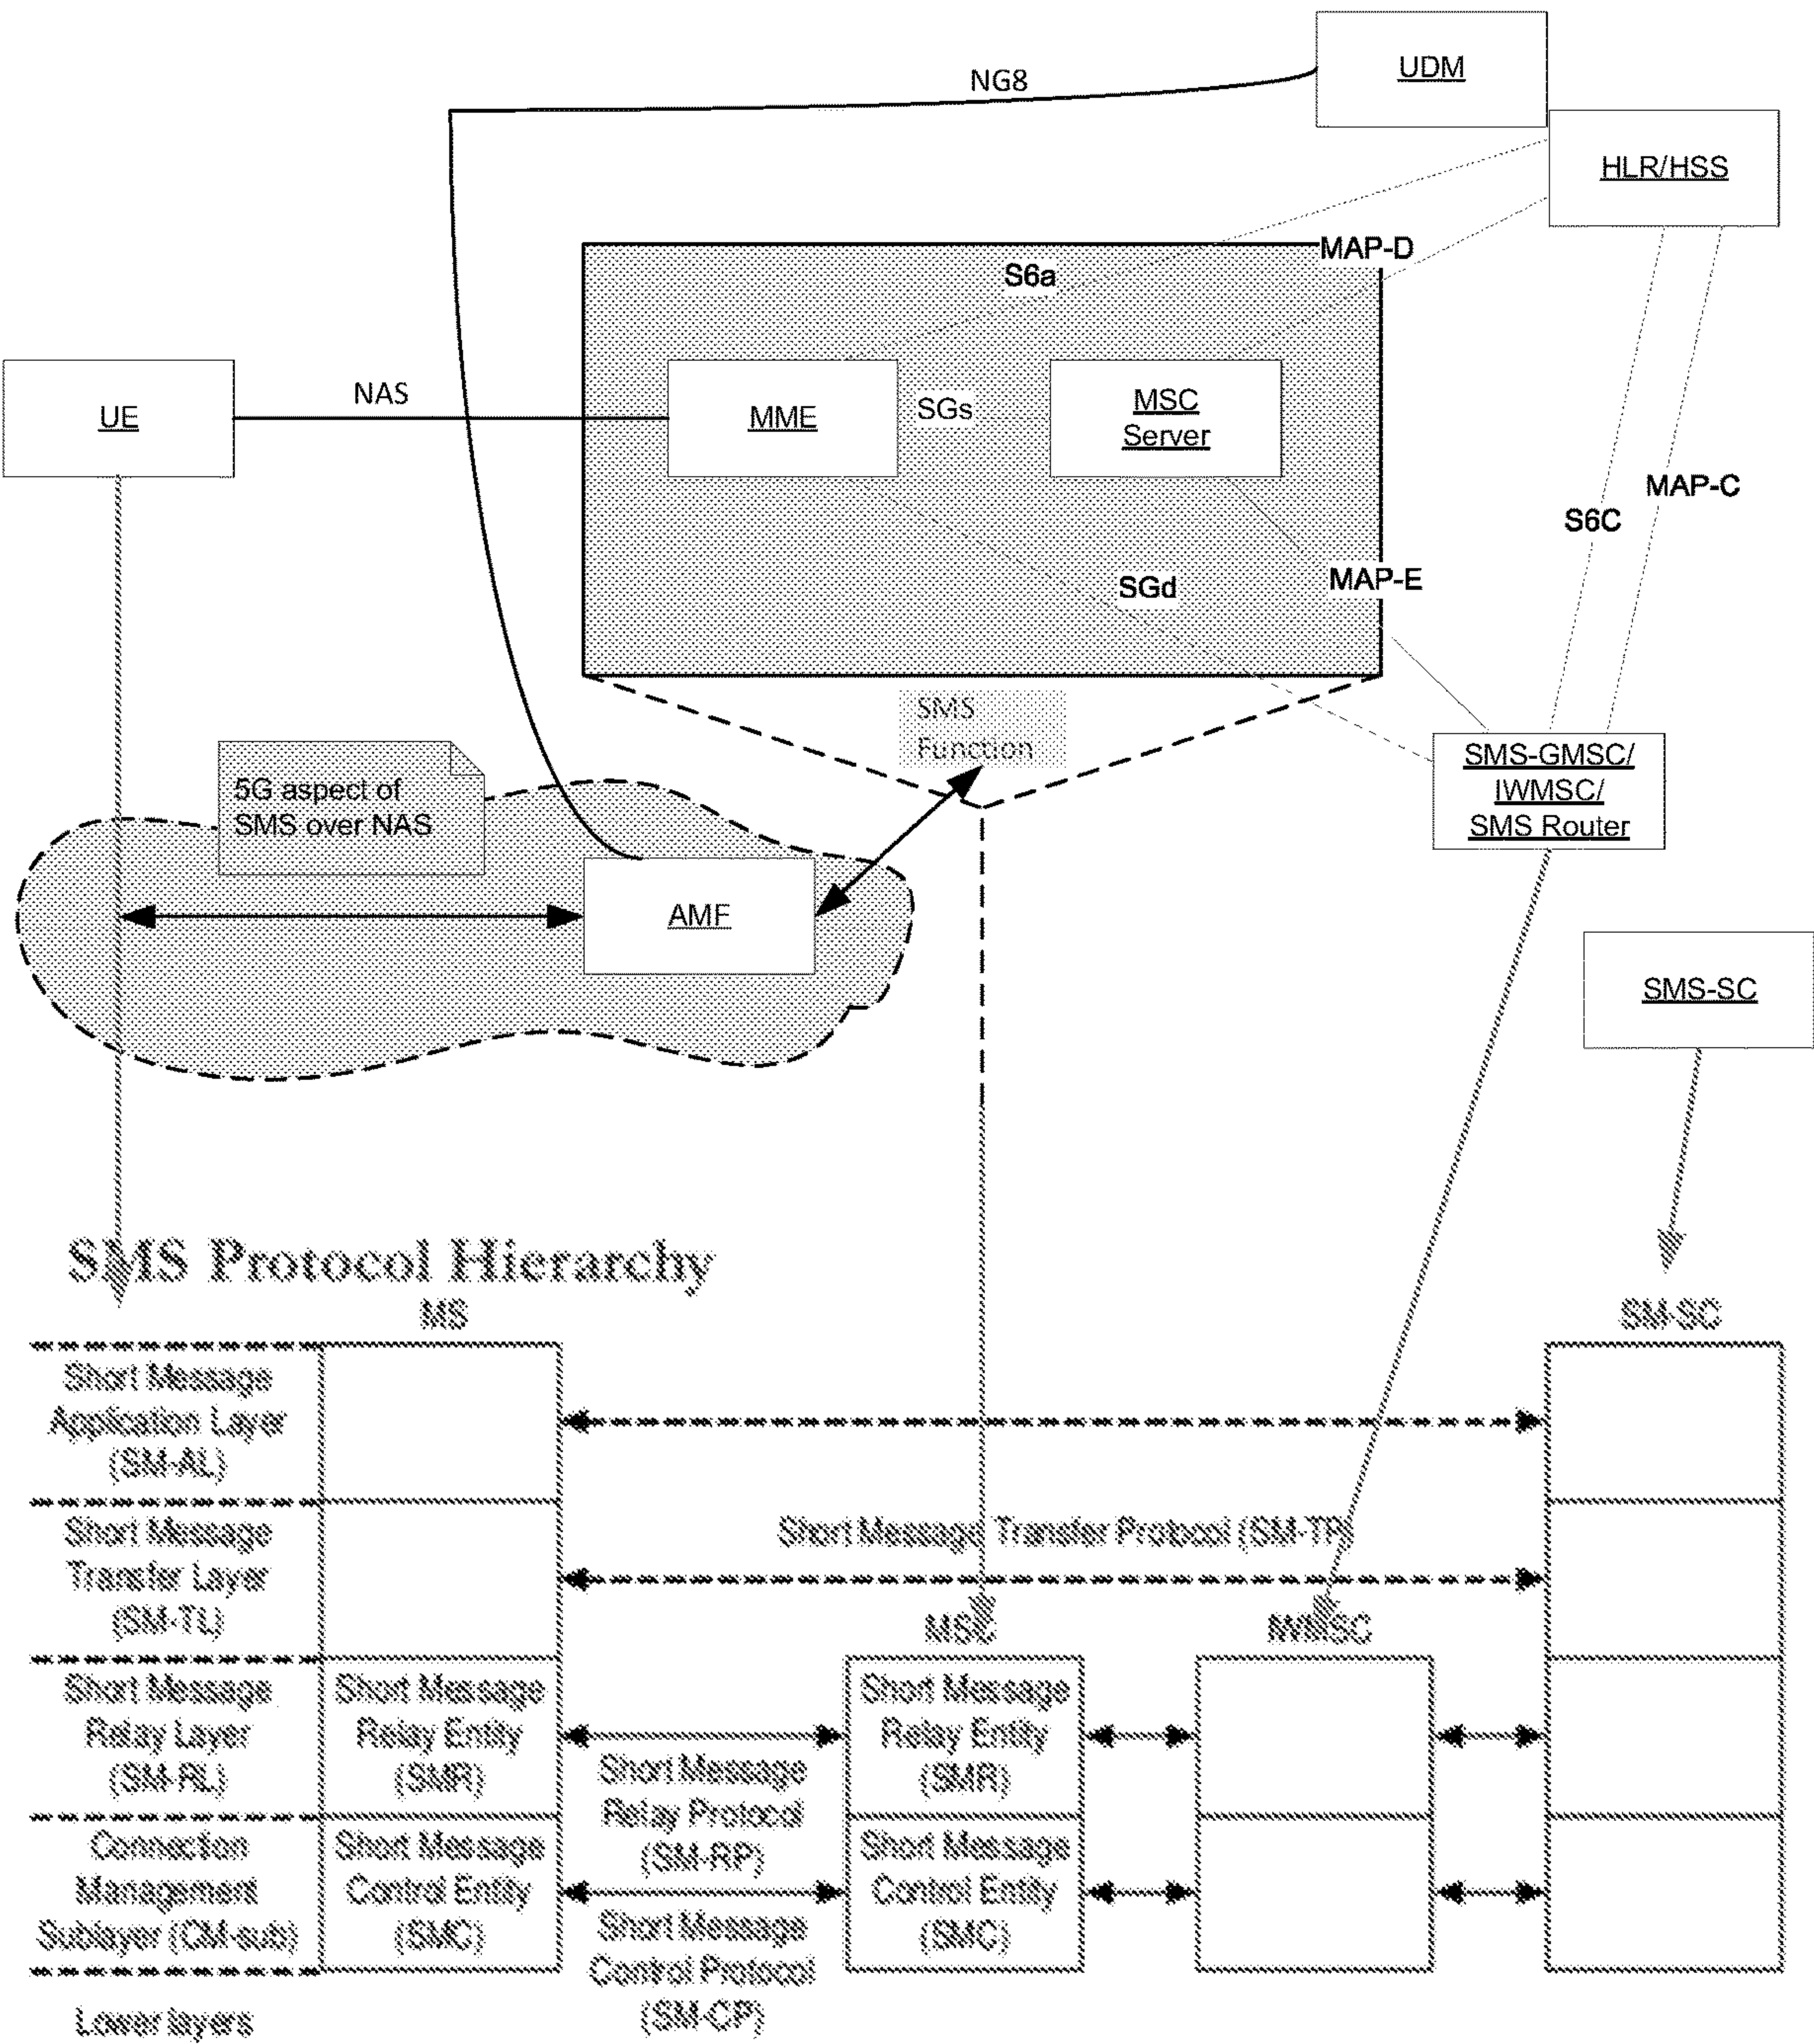 UDM
NG8
HLR/HSS
MAP-D
S6a
UE
NAS
MME
SGs
MSC
Server
MAP-C
S6C
SGd
MAP-E
SMS
Function
SMS-GMSC/
IWMSC/
SMS Router
5G aspect of
SMS over NAS
AMF
SMS-SC
SMS Protocol Hierarchy
MS
SM-SC
Short Message
Application Layer
(SM-AL)
Short Message
Transfer Layer
(SM-TL)
Short Message Transfer Protocol (SM-TP)
MSC
IWMSC
Short Message
Relay Layer
(SM-RL)
Short Message
Relay Entity
(SMR)
Short Message
Relay Protocol
(SM-RP)
Short Message
Relay Entity
(SMR)
Connection
Management
Sublayer (CM-sub)
Short Message
Control Entity
(SMC)
Short Message
Control Protocol
(SM-CP)
Short Message
Control Entity
(SMC)
Lower layers